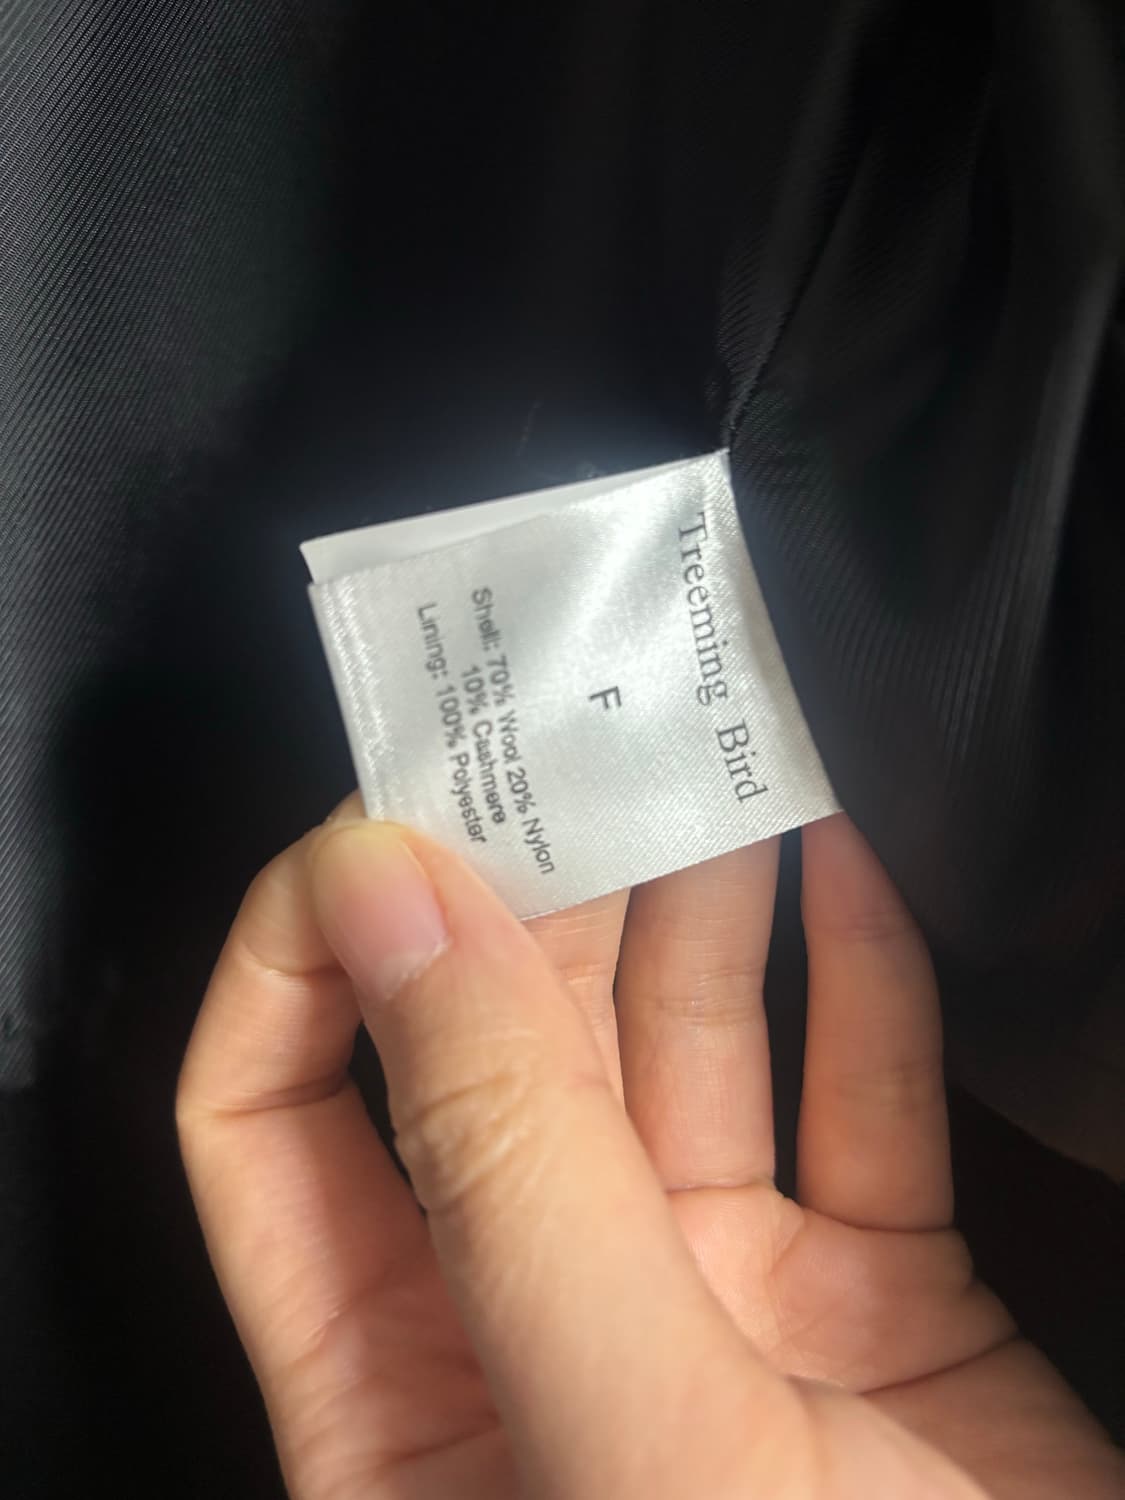 Treeming Bird
F
Shell: 70% Wool 20% Nylon
10% Cashmere
Lining: 100% Polyester